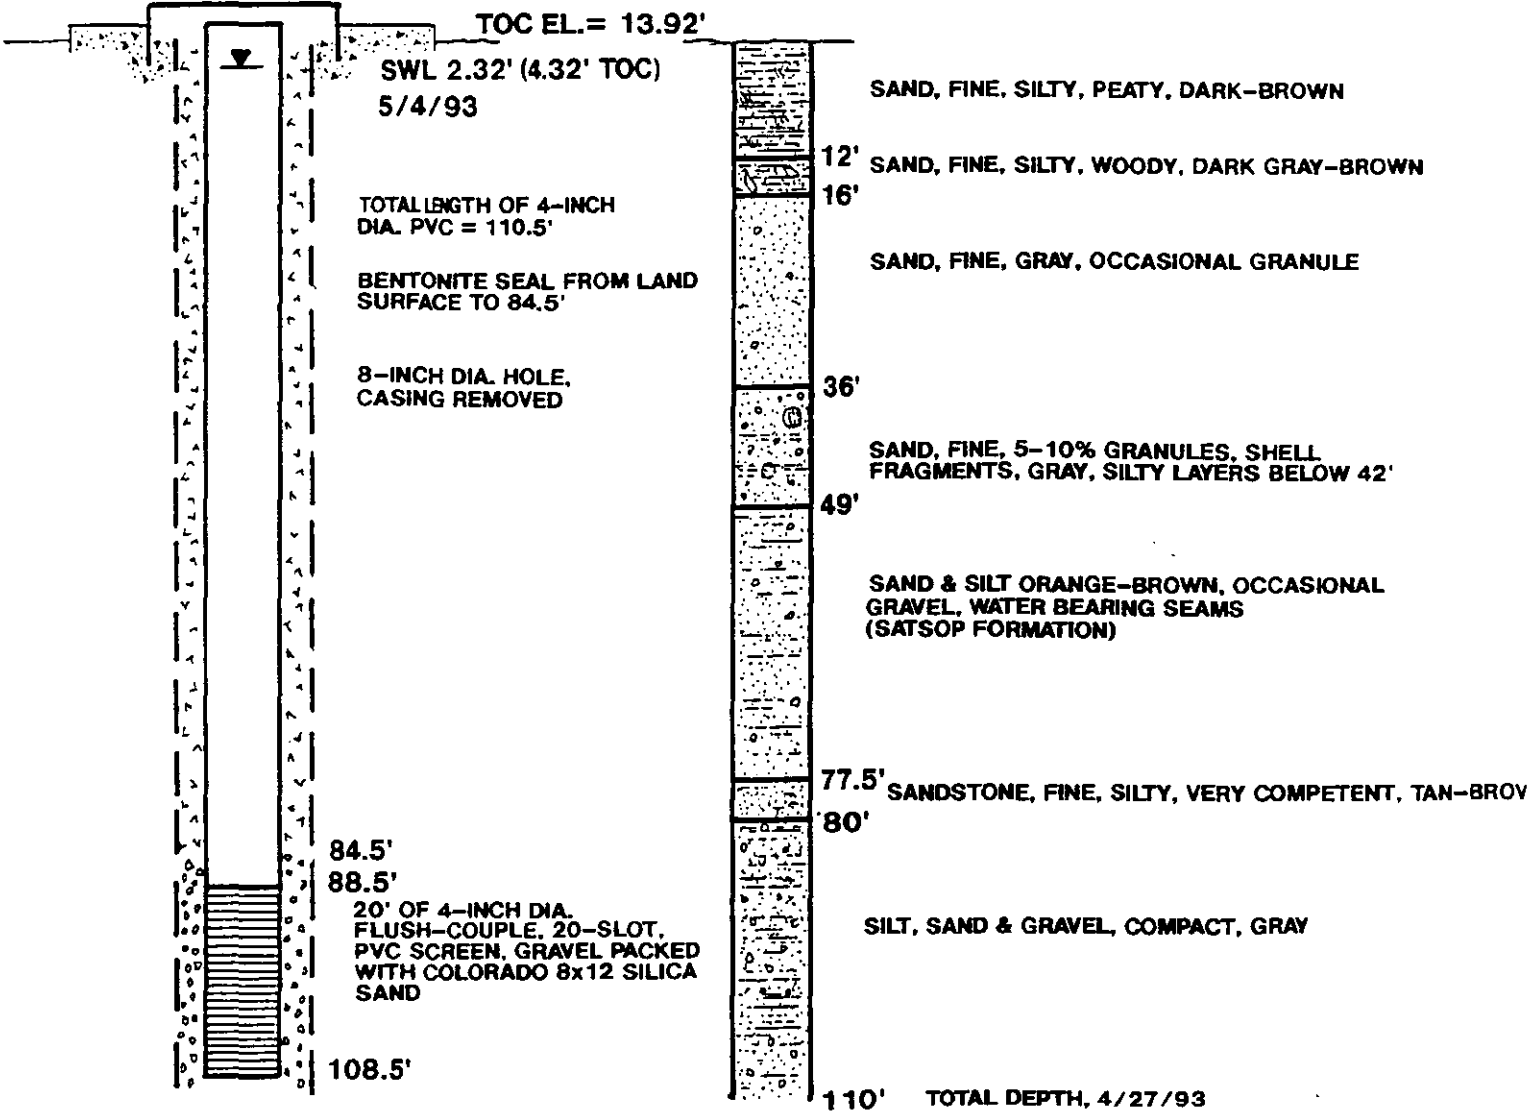 TOC EL.= 13.92'
SWL 2.32' (4.32' TOC)
5/4/93
TOTAL LENGTH OF 4-INCH
DIA. PVC = 110.5'
BENTONITE SEAL FROM LAND
SURFACE TO 84.5'
8-INCH DIA. HOLE,
CASING REMOVED
84.5'
88.5'
20' OF 4-INCH DIA.
FLUSH-COUPLE, 20-SLOT,
PVC SCREEN, GRAVEL PACKED
WITH COLORADO 8x12 SILICA
SAND
108.5'
SAND, FINE, SILTY, PEATY, DARK-BROWN
12'
SAND, FINE, SILTY, WOODY, DARK GRAY-BROWN
16'
SAND, FINE, GRAY, OCCASIONAL GRANULE
36'
SAND, FINE, 5-10% GRANULES, SHELL
FRAGMENTS, GRAY, SILTY LAYERS BELOW 42'
49'
SAND & SILT ORANGE-BROWN, OCCASIONAL
GRAVEL, WATER BEARING SEAMS
(SATSOP FORMATION)
77.5'
SANDSTONE, FINE, SILTY, VERY COMPETENT,
80'
SILT, SAND & GRAVEL, COMPACT, GRAY
110'
TOTAL DEPTH, 4/27/93